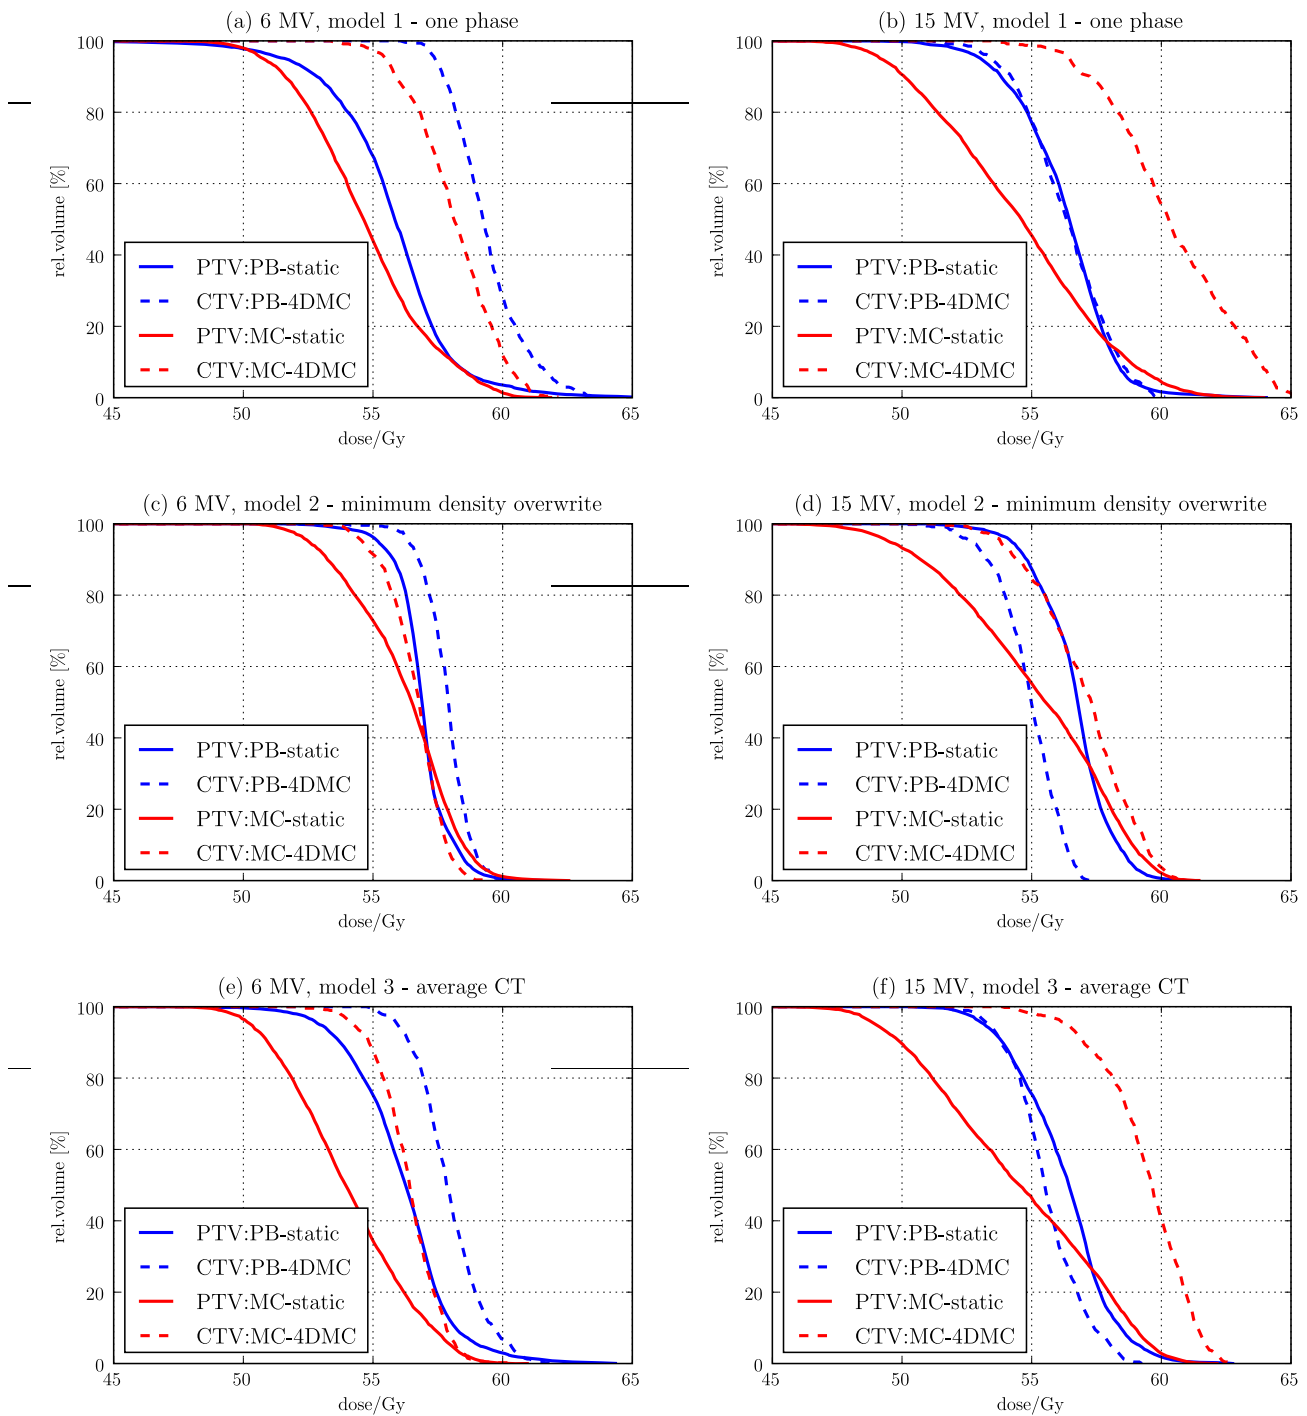 (a) 6 MV, model 1 - one phase
100
80
60
40
20
0
rel.volume [%]
PTV:PB-static
CTV:PB-4DMC
PTV:MC-static
CTV:MC-4DMC
45 50 55 60 65
dose/Gy
(b) 15 MV, model 1 - one phase
100
80
60
40
20
0
rel.volume [%]
PTV:PB-static
CTV:PB-4DMC
PTV:MC-static
CTV:MC-4DMC
45 50 55 60 65
dose/Gy
(c) 6 MV, model 2 - minimum density overwrite
100
80
60
40
20
0
rel.volume [%]
PTV:PB-static
CTV:PB-4DMC
PTV:MC-static
CTV:MC-4DMC
45 50 55 60 65
dose/Gy
(d) 15 MV, model 2 - minimum density overwrite
100
80
60
40
20
0
rel.volume [%]
PTV:PB-static
CTV:PB-4DMC
PTV:MC-static
CTV:MC-4DMC
45 50 55 60 65
dose/Gy
(e) 6 MV, model 3 - average CT
100
80
60
40
20
0
rel.volume [%]
PTV:PB-static
CTV:PB-4DMC
PTV:MC-static
CTV:MC-4DMC
45 50 55 60 65
dose/Gy
(f) 15 MV, model 3 - average CT
100
80
60
40
20
0
rel.volume [%]
PTV:PB-static
CTV:PB-4DMC
PTV:MC-static
CTV:MC-4DMC
45 50 55 60 65
dose/Gy